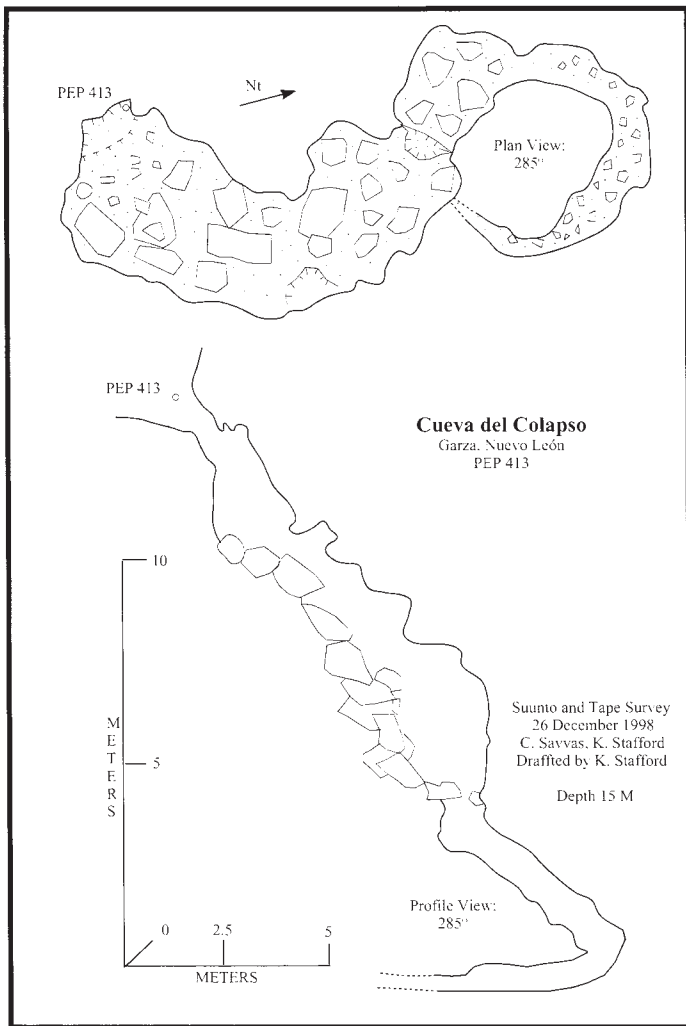 PEP 413
Nt
Plan View:
285°
PEP 413
Cueva del Colapso
Garza, Nuevo León
PEP 413
10
METERS
5
Suunto and Tape Survey
26 December 1998
C. Savvas, K. Stafford
Draffted by K. Stafford
Depth 15 M
Profile View:
285°
0 2.5 5
METERS